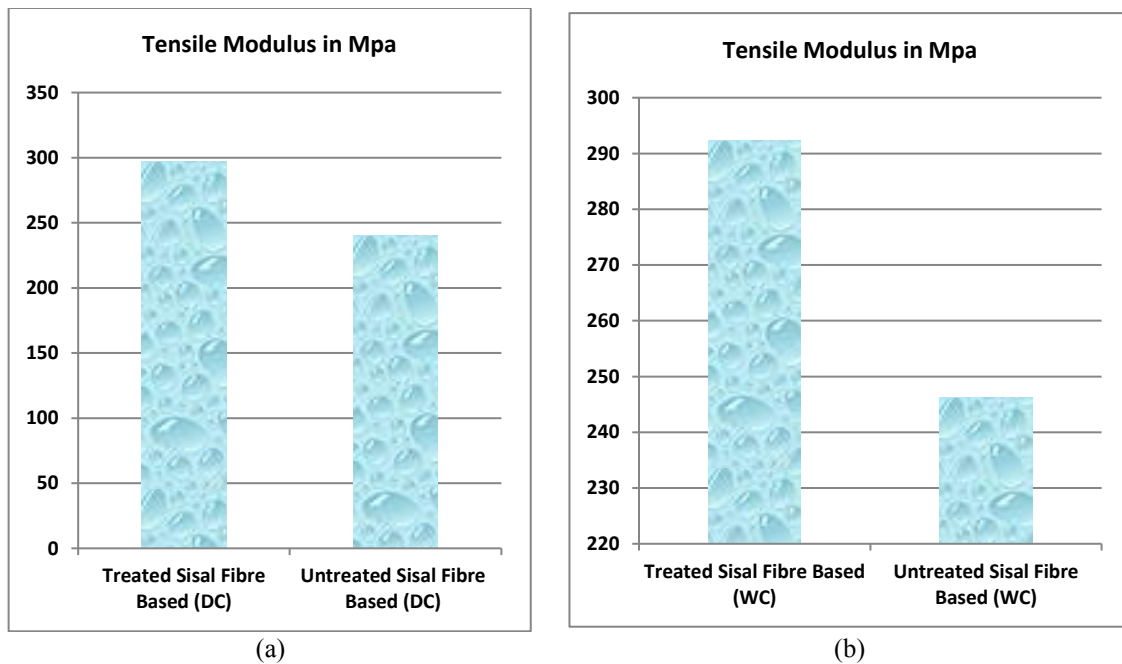 Tensile Modulus in Mpa
350
300
250
200
150
100
50
0
Treated Sisal Fibre
Based (DC)
Untreated Sisal Fibre
Based (DC)
(a)
Tensile Modulus in Mpa
300
290
280
270
260
250
240
230
220
Treated Sisal Fibre Based
(WC)
Untreated Sisal Fibre
Based (WC)
(b)